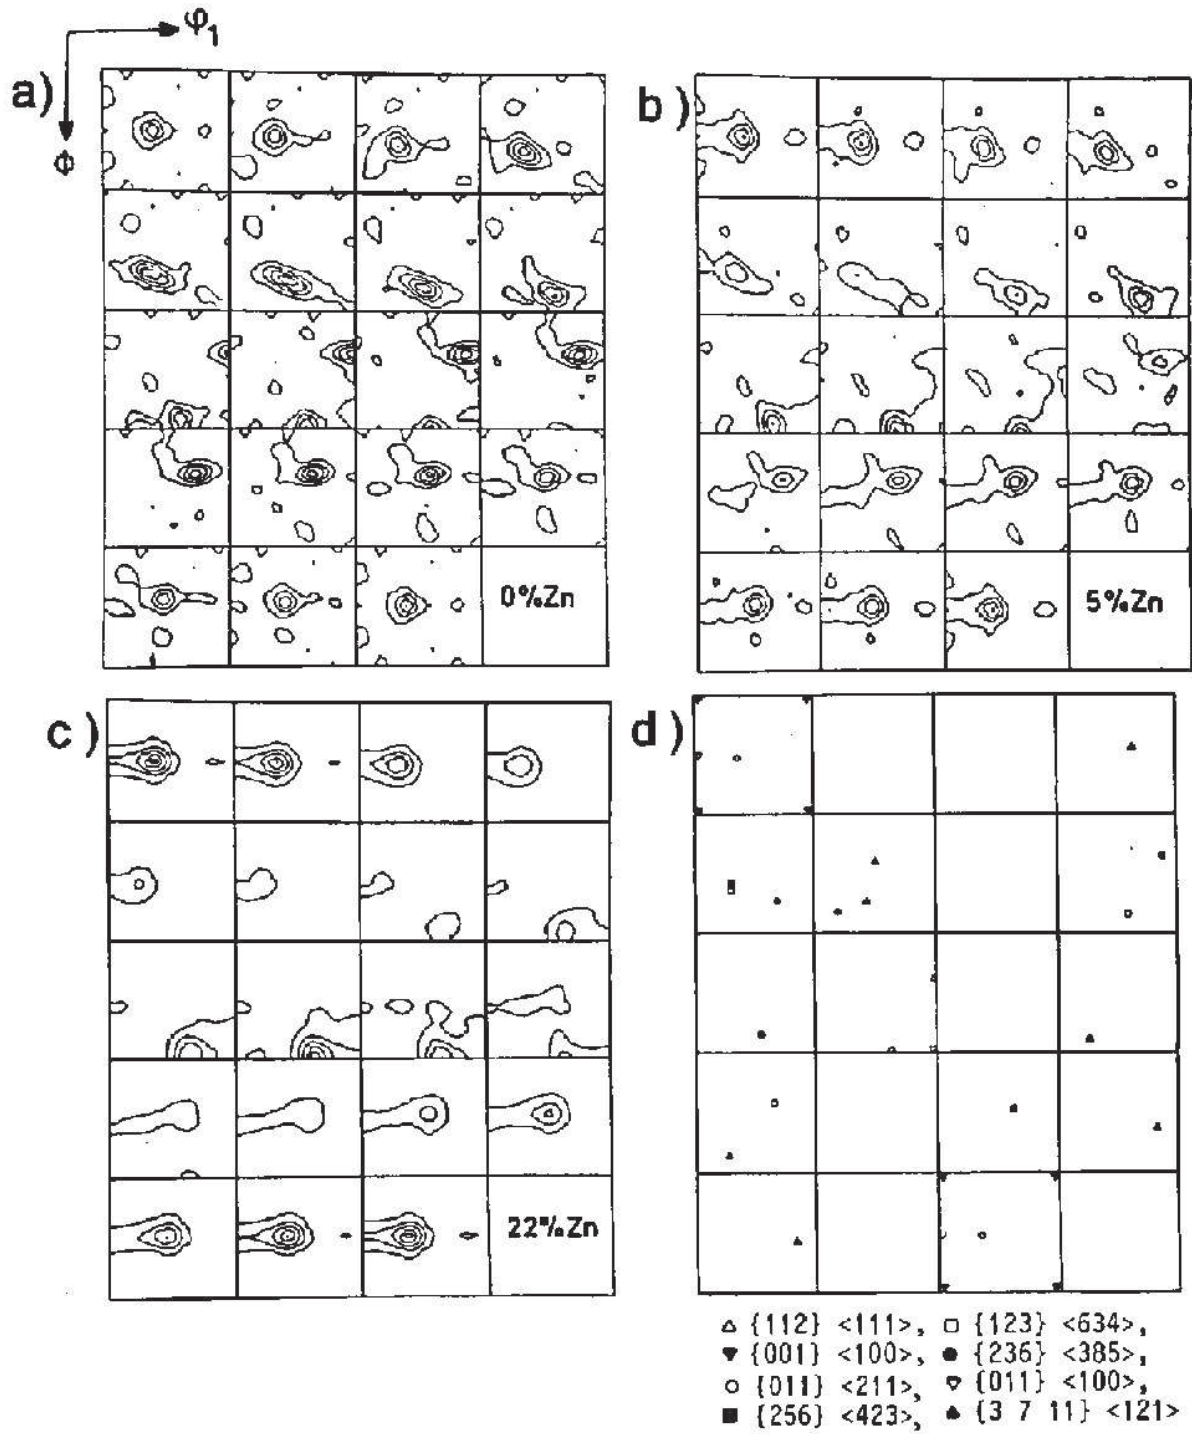 φ1
a)
Φ
b)
0%Zn
5%Zn
c)
d)
22%Zn
△ {112} <111>, □ {123} <634>,
▼ {001} <100>, ● {236} <385>,
○ {011} <211>, ▽ {011} <100>,
■ {256} <423>, ▲ {3 7 11} <121>